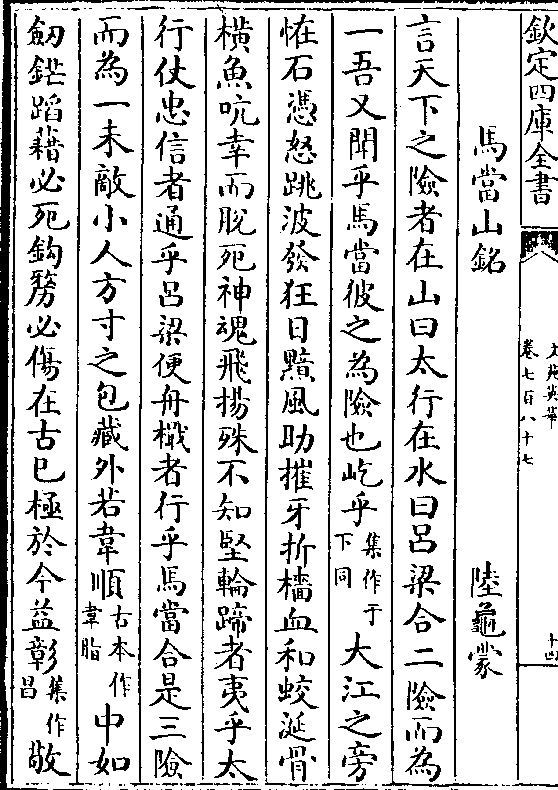 欽定四庫全書
文苑英華
卷七百八十七
十四
馬當山銘
陸龜蒙
言天下之險者在山曰太行在水曰呂梁合二險而為
一吾又聞乎馬當彼之為險也屹乎集作于下同大江之旁
怪石憑怒跳波發狂日黯風助摧牙折檣血和蛟涎骨
橫魚吭幸而脫死神魂飛揚殊不知堅輪蹄者夷乎太
行仗忠信者通乎呂梁便舟檝者行乎馬當合是三險
而為一未敵小人方寸之包藏外若韋順古本作韋脂中如
劒鋩蹈藉必死鈎剺必傷在古已極於今益彰集作昌敬